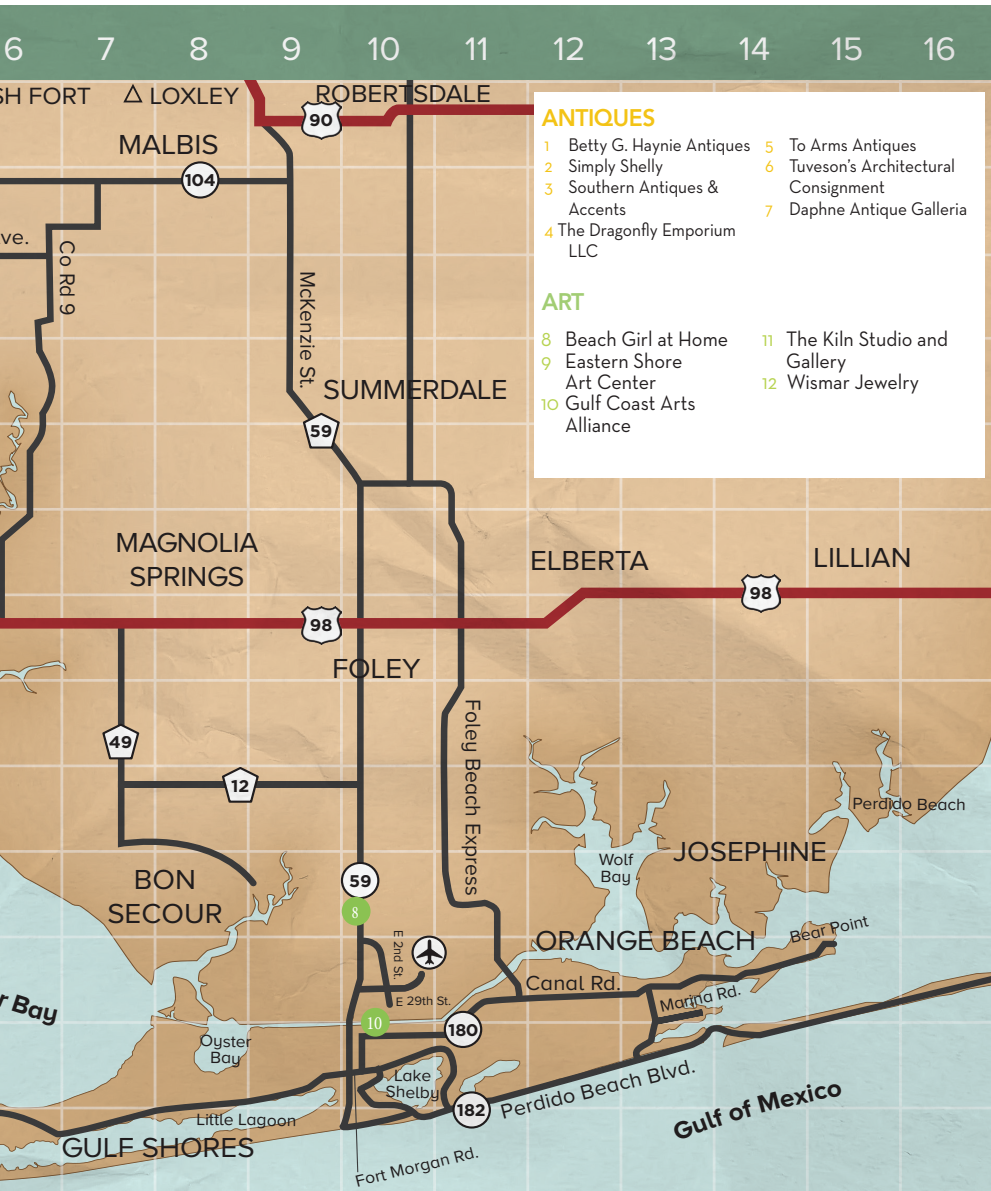 6 7 8 9 10 11 12 13 14 15 16
SH FORT
LOXLEY
ROBERTSDALE
90
MALBIS
104
ve.
Co Rd 9
McKenzie St.
SUMMERDALE
59
ANTIQUES
1 Betty G. Haynie Antiques
2 Simply Shelly
3 Southern Antiques &
Accents
4 The Dragonfly Emporium
LLC
5 To Arms Antiques
6 Tuveson's Architectural
Consignment
7 Daphne Antique Galleria
ART
8 Beach Girl at Home
9 Eastern Shore
Art Center
10 Gulf Coast Arts
Alliance
11 The Kiln Studio and
Gallery
12 Wismar Jewelry
MAGNOLIA
SPRINGS
ELBERTA
LILLIAN
98
98
FOLEY
49
12
Foley Beach Express
Perdido Beach
Wolf
Bay
JOSEPHINE
BON
SECOUR
59
8
E 2nd St.
ORANGE BEACH
Bear Point
Canal Rd.
Marina Rd.
E 29th St.
r Bay
10
180
Oyster
Bay
Lake
Shelby
182
Perdido Beach Blvd.
Gulf of Mexico
Little Lagoon
GULF SHORES
Fort Morgan Rd.